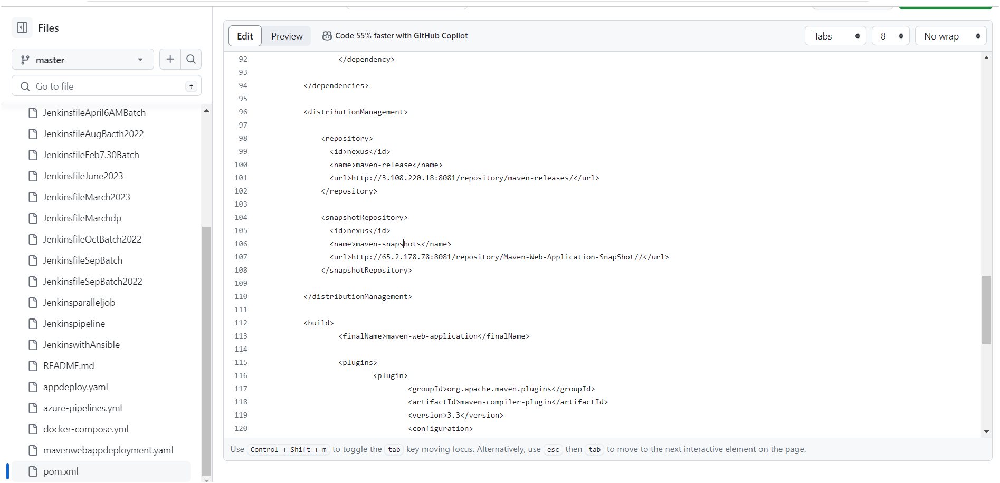 Files
master
Go to file
t
JenkinsfileApril6AMBatch
JenkinsfileAugBacth2022
JenkinsfileFeb7.30Batch
JenkinsfileJune2023
JenkinsfileMarch2023
JenkinsfileMarchdp
JenkinsfileOctBatch2022
JenkinsfileSepBatch
JenkinsfileSepBatch2022
Jenkinsparalleljob
Jenkinspipeline
JenkinswithAnsible
README.md
appdeploy.yaml
azure-pipelines.yml
docker-compose.yml
mavenwebappdeployment.yaml
pom.xml
Edit Preview Code 55% faster with GitHub Copilot Tabs 8 No wrap
92 </dependency>
93
94 </dependencies>
95
96 <distributionManagement>
97
98 <repository>
99 <id>nexus</id>
100 <name>maven-release</name>
101 <url>http://3.108.220.18:8081/repository/maven-releases/</url>
102 </repository>
103
104 <snapshotRepository>
105 <id>nexus</id>
106 <name>maven-snapshots</name>
107 <url>http://65.2.178.78:8081/repository/Maven-Web-Application-SnapShot//</url>
108 </snapshotRepository>
109
110 </distributionManagement>
111
112 <build>
113 <finalName>maven-web-application</finalName>
114
115 <plugins>
116 <plugin>
117 <groupId>org.apache.maven.plugins</groupId>
118 <artifactId>maven-compiler-plugin</artifactId>
119 <version>3.3</version>
120 <configuration>
Use Control + Shift + m to toggle the tab key moving focus. Alternatively, use esc then tab to move to the next interactive element on the page.